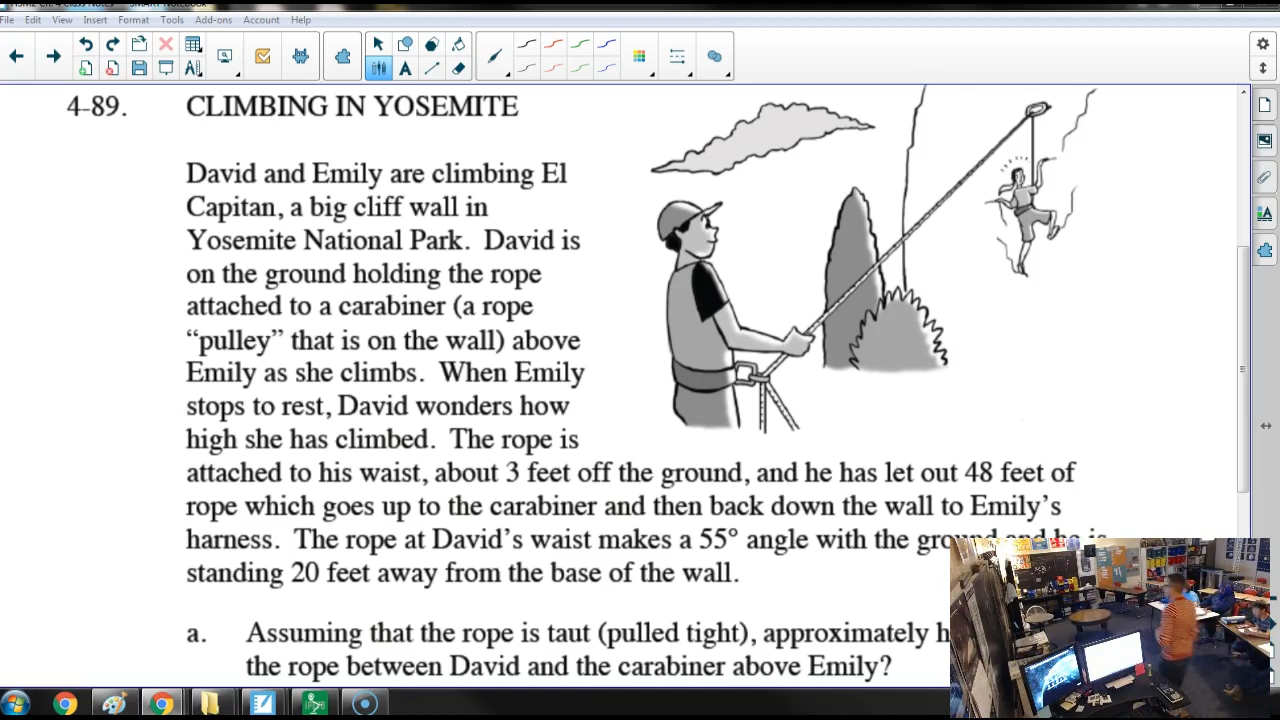 File Edit View Insert Format Tools Add-ons Account Help
4-89. CLIMBING IN YOSEMITE
David and Emily are climbing El
Capitan, a big cliff wall in
Yosemite National Park. David is
on the ground holding the rope
attached to a carabiner (a rope
“pulley” that is on the wall) above
Emily as she climbs. When Emily
stops to rest, David wonders how
high she has climbed. The rope is
attached to his waist, about 3 feet off the ground, and he has let out 48 feet of
rope which goes up to the carabiner and then back down the wall to Emily’s
harness. The rope at David’s waist makes a 55° angle with the ground and he is
standing 20 feet away from the base of the wall.
a. Assuming that the rope is taut (pulled tight), approximately
the rope between David and the carabiner above Emily?